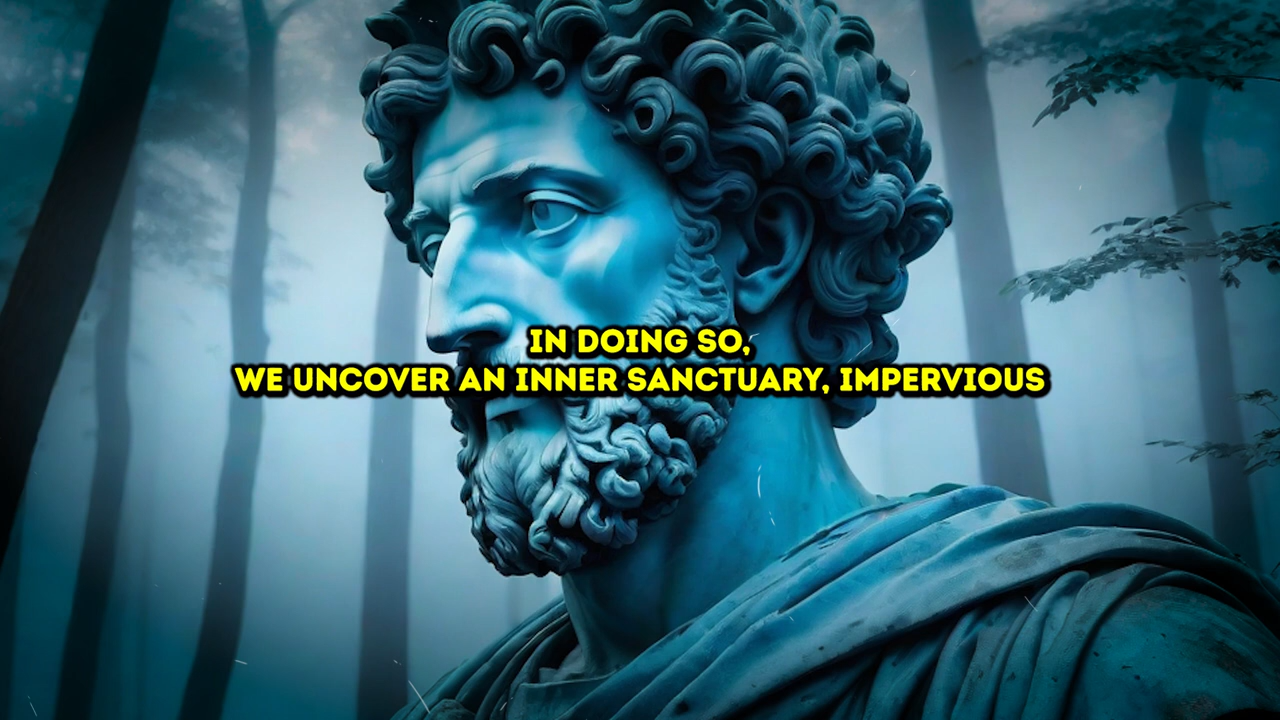 IN DOING SO,
WE UNCOVER AN INNER SANCTUARY, IMPERVIOUS